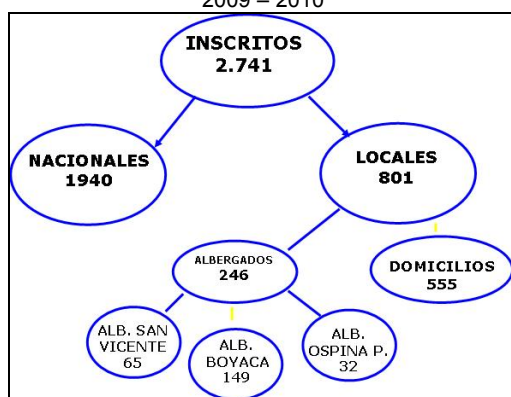 2009 – 2010
INSCRITOS
2.741
NACIONALES
1940
LOCALES
801
ALBERGADOS
246
DOMICILIOS
555
ALB. SAN
VICENTE
65
ALB.
BOYACA
149
ALB.
OSPINA P.
32